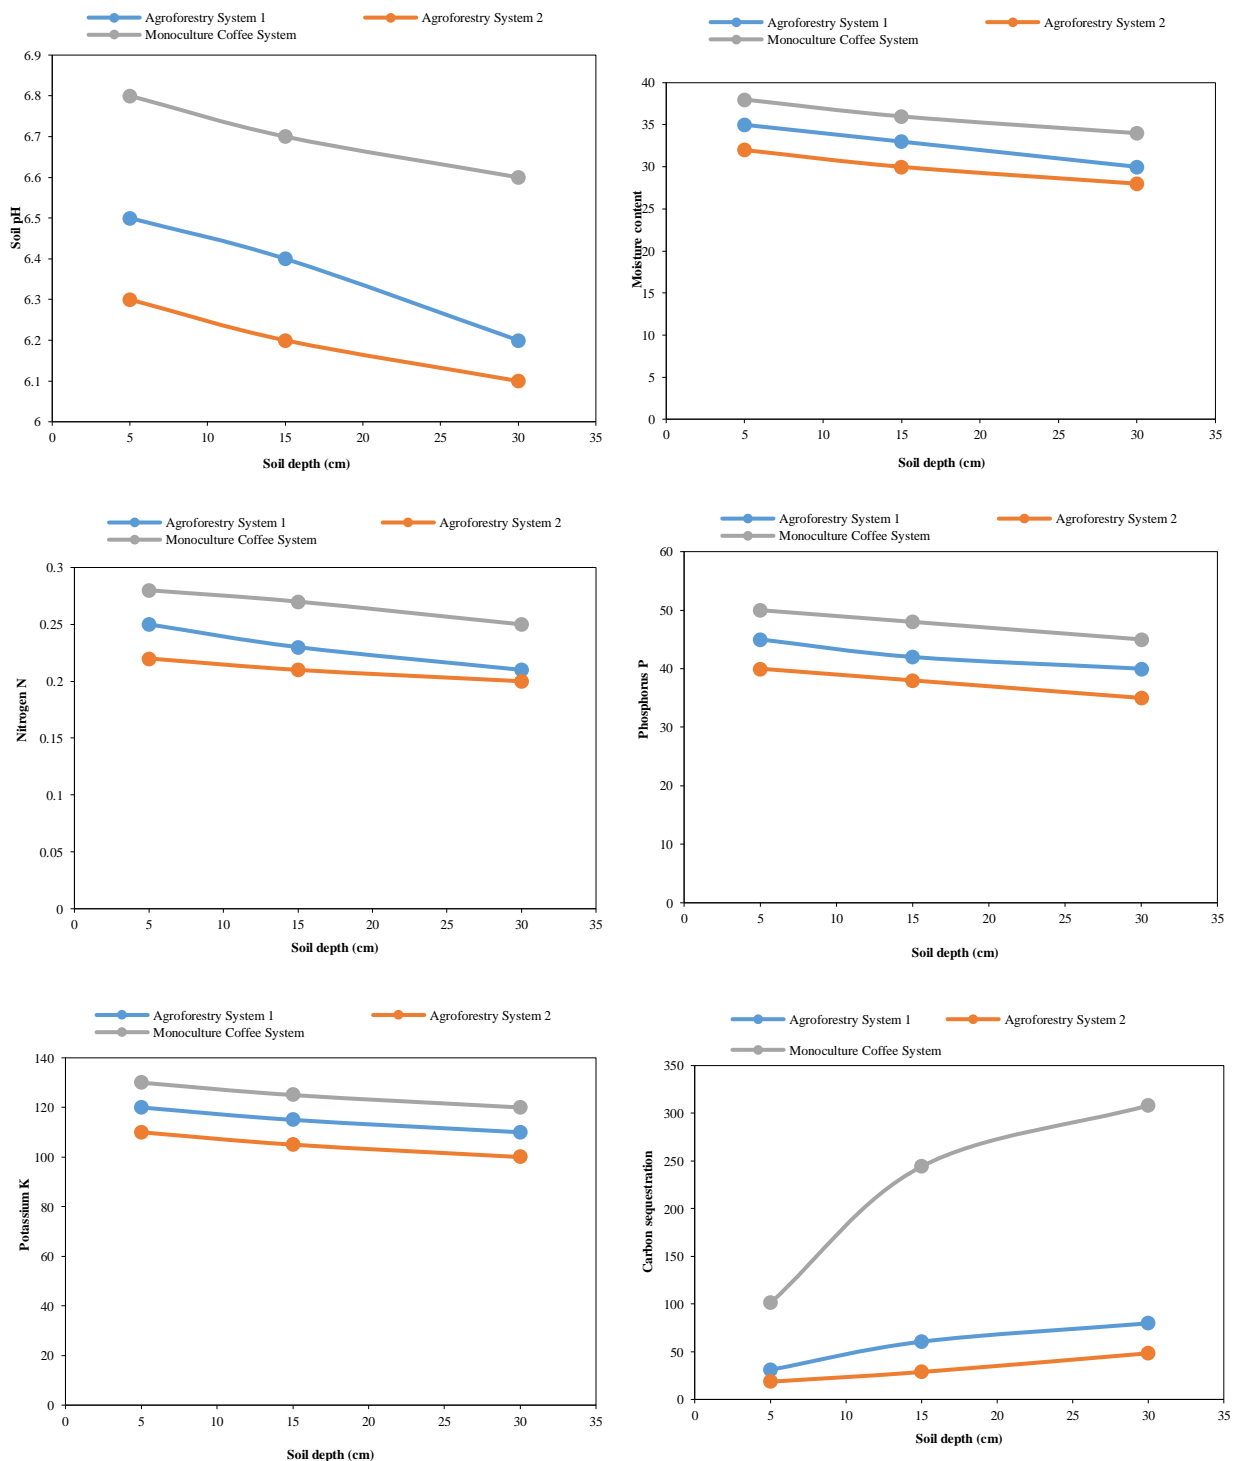 Agroforestry System 1
Agroforestry System 2
Monoculture Coffee System
6.9
6.8
6.7
6.6
6.5
6.4
6.3
6.2
6.1
6
Soil pH
0 5 10 15 20 25 30 35
Soil depth (cm)
Agroforestry System 1
Agroforestry System 2
Monoculture Coffee System
40
35
30
25
20
15
10
5
0
Moisture content
0 5 10 15 20 25 30 35
Soil depth (cm)
Agroforestry System 1
Agroforestry System 2
Monoculture Coffee System
0.3
0.25
0.2
0.15
0.1
0.05
0
Nitrogen N
0 5 10 15 20 25 30 35
Soil depth (cm)
Agroforestry System 1
Agroforestry System 2
Monoculture Coffee System
60
50
40
30
20
10
0
Phosphorus P
0 5 10 15 20 25 30 35
Soil depth (cm)
Agroforestry System 1
Agroforestry System 2
Monoculture Coffee System
140
120
100
80
60
40
20
0
Potassium K
0 5 10 15 20 25 30 35
Soil depth (cm)
Agroforestry System 1
Agroforestry System 2
Monoculture Coffee System
350
300
250
200
150
100
50
0
Carbon sequestration
0 5 10 15 20 25 30 35
Soil depth (cm)